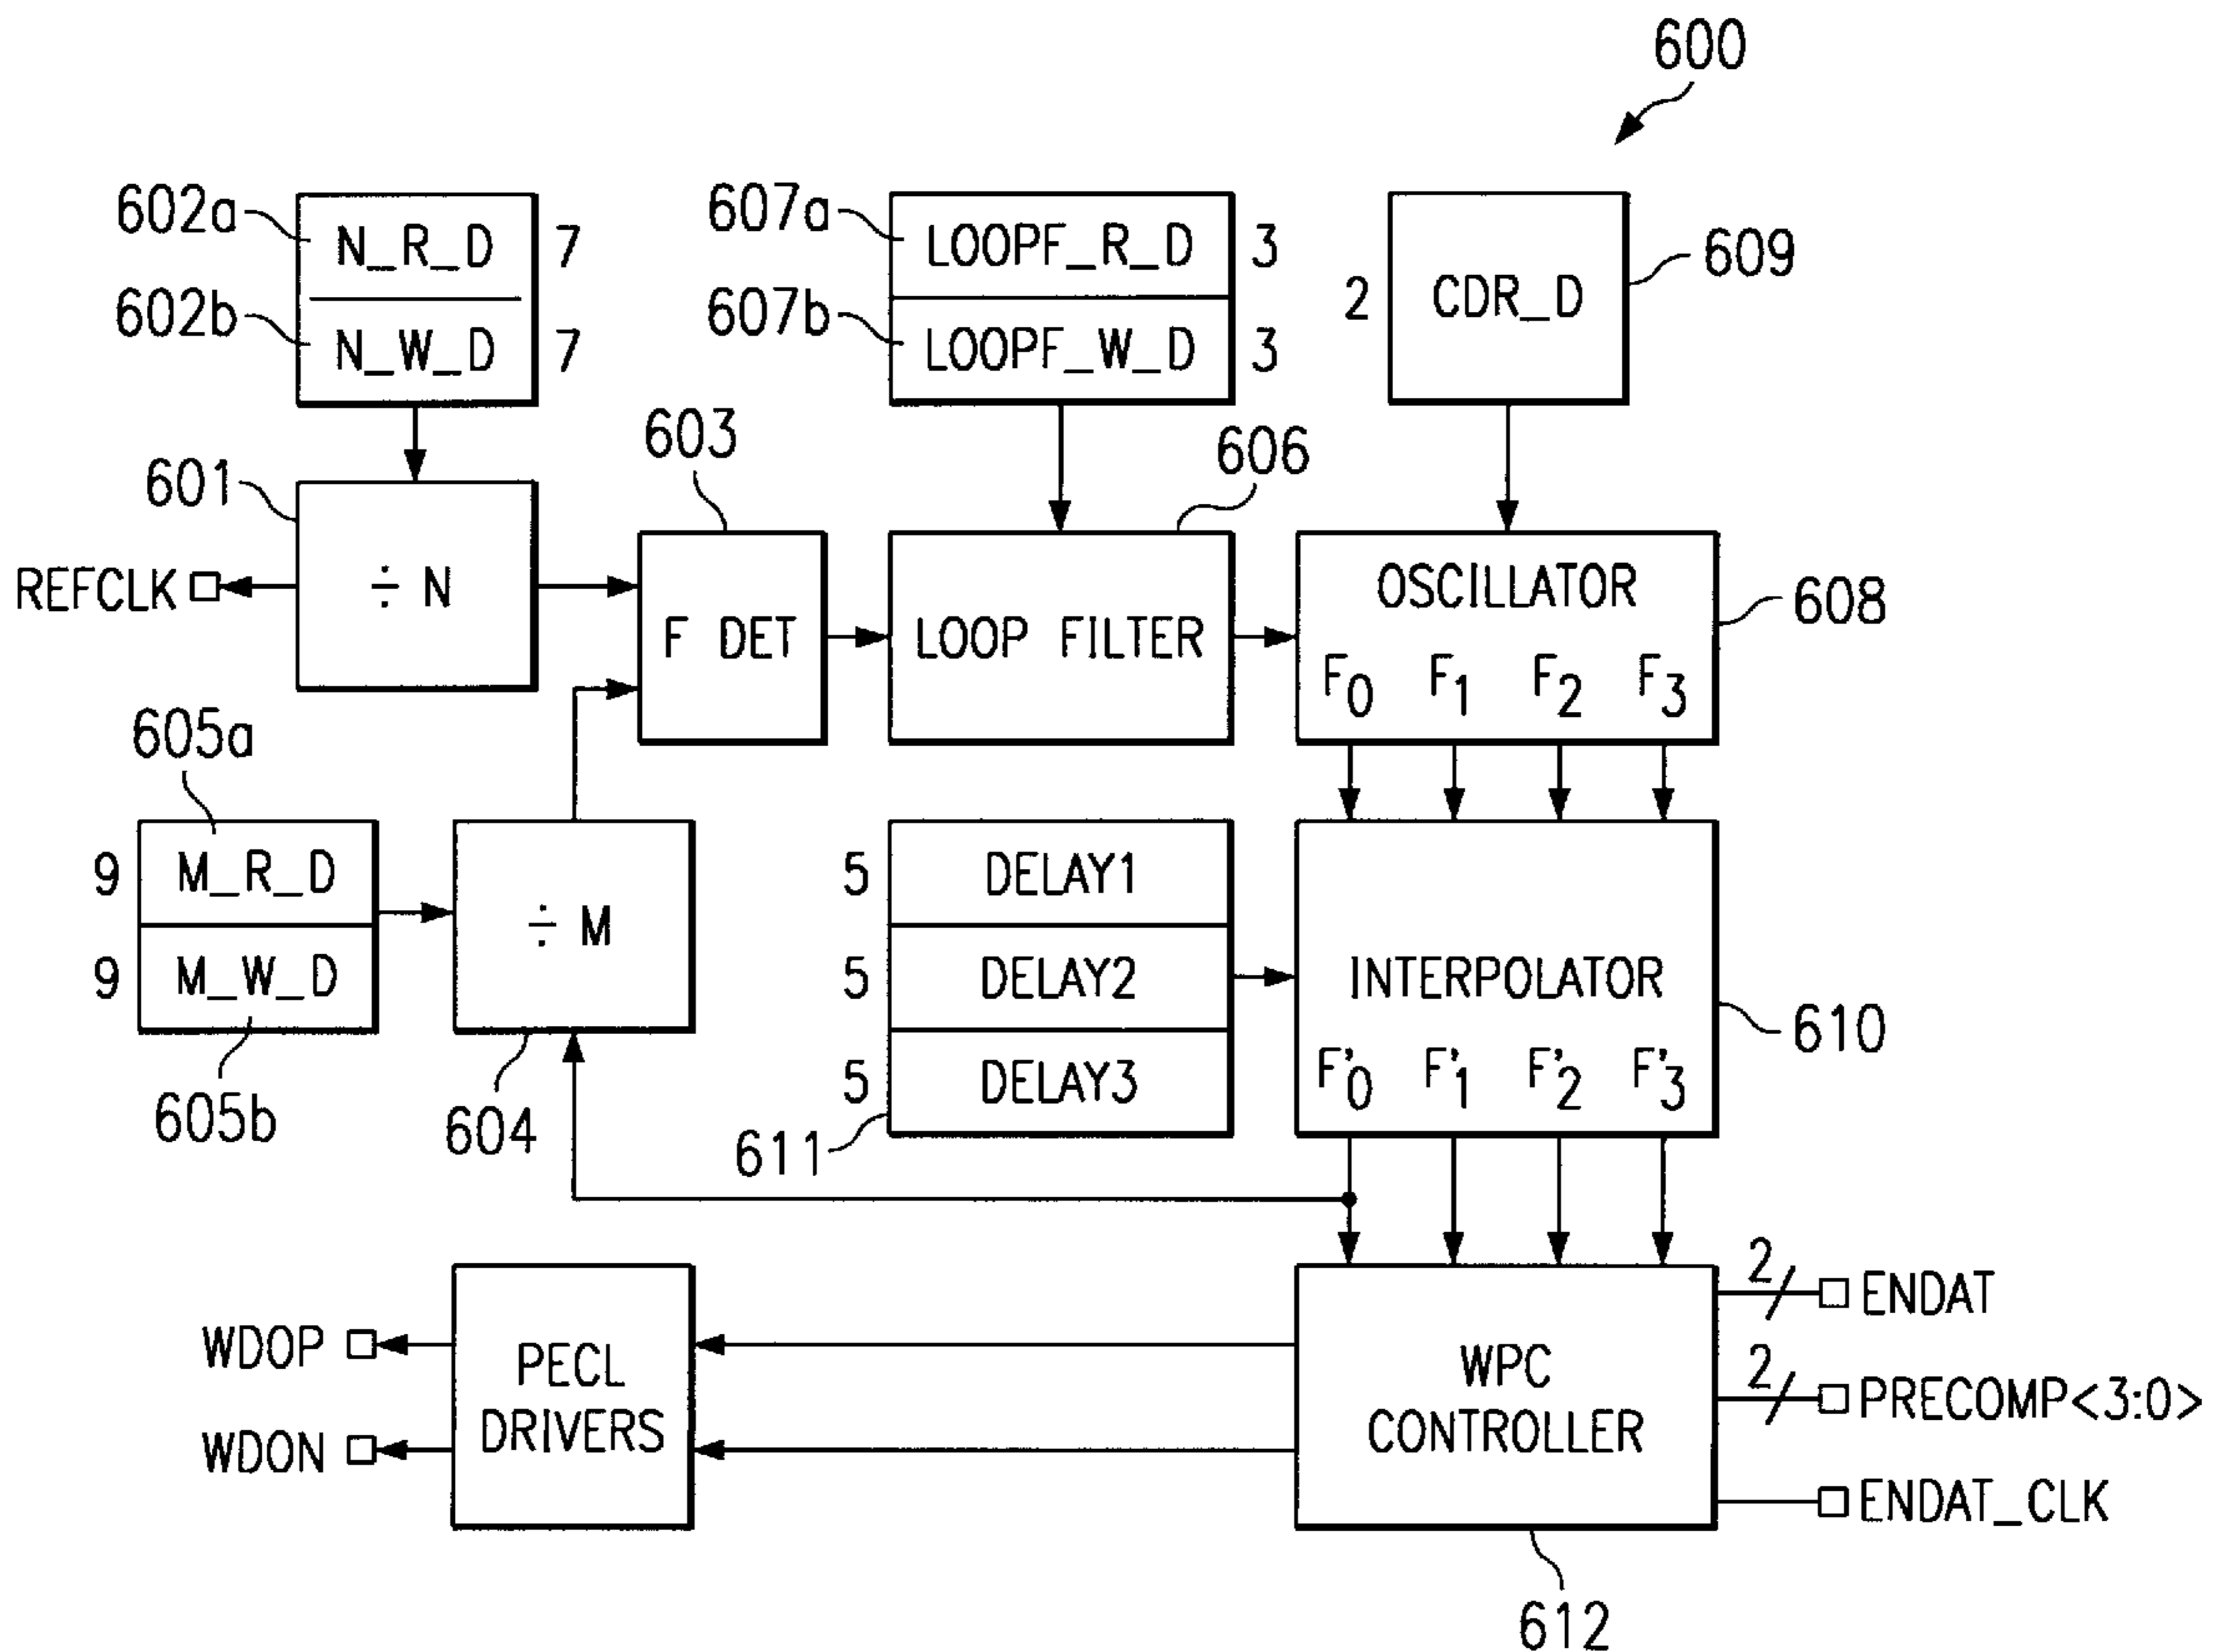 600
602a
N_R_D
7
602b
N_W_D
7
607a
LOOPF_R_D
3
607b
LOOPF_W_D
3
2
CDR_D
609
601
REFCLK
÷ N
603
F DET
606
LOOP FILTER
OSCILLATOR
F0 F1 F2 F3
608
605a
9
M_R_D
9
M_W_D
605b
÷ M
604
5
DELAY1
5
DELAY2
5
DELAY3
611
INTERPOLATOR
F'0 F'1 F'2 F'3
610
WDOP
WDON
PECL
DRIVERS
WPC
CONTROLLER
2
ENDAT
2
PRECOMP<3:0>
ENDAT_CLK
612